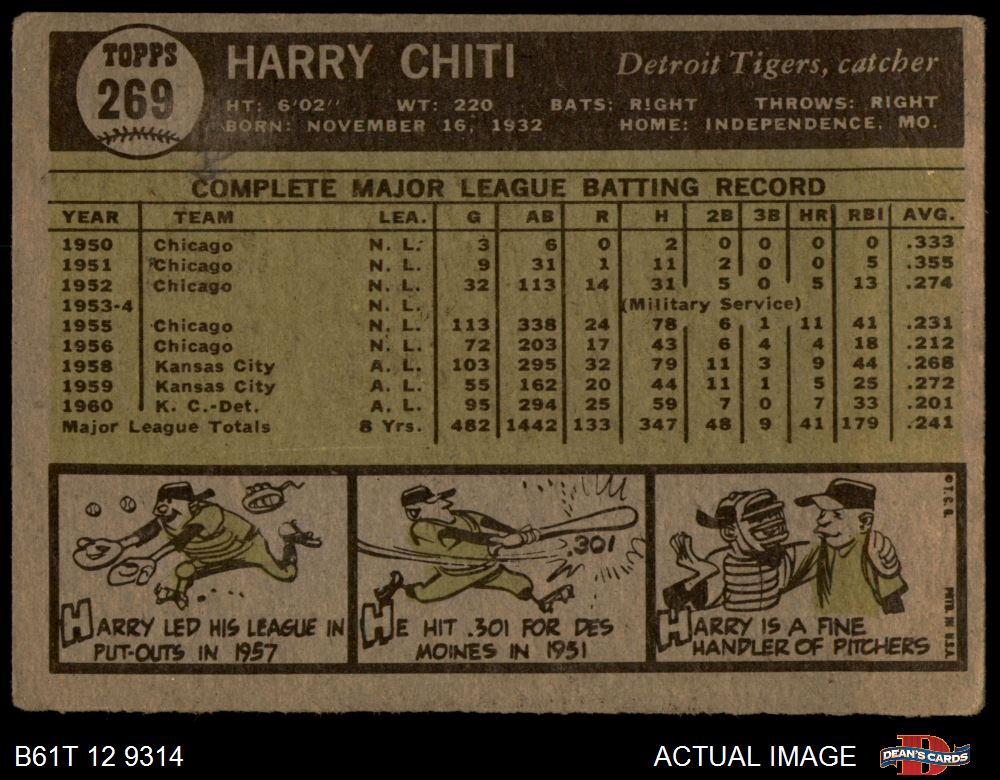 TOPPS
269
HARRY CHITI
Detroit Tigers, catcher
HT: 6'02" WT: 220 BATS: RIGHT THROWS: RIGHT
BORN: NOVEMBER 16, 1932 HOME: INDEPENDENCE, MO.
COMPLETE MAJOR LEAGUE BATTING RECORD
YEAR TEAM LEA. G AB R H 2B 3B HR RBI AVG.
1950 Chicago N. L. 3 6 0 2 0 0 0 0 .333
1951 Chicago N. L. 9 31 1 11 2 0 0 5 .355
1952 Chicago N. L. 32 113 14 31 5 0 5 13 .274
1953-4 N. L. (Military Service)
1955 Chicago N. L. 113 338 24 78 6 1 11 41 .231
1956 Chicago N. L. 72 203 17 43 6 4 4 18 .212
1958 Kansas City A. L. 103 295 32 79 11 3 9 44 .268
1959 Kansas City A. L. 55 162 20 44 11 1 5 25 .272
1960 K. C.-Det. A. L. 95 294 25 59 7 0 7 33 .201
Major League Totals 8 Yrs. 482 1442 133 347 48 9 41 179 .241
HARRY LED HIS LEAGUE IN
PUT-OUTS IN 1957
.301
HE HIT .301 FOR DES
MOINES IN 1951
HARRY IS A FINE
HANDLER OF PITCHERS
© T. C. G.
PRTD. IN U.S.A.
B61T 12 9314
ACTUAL IMAGE
DEAN'S CARDS